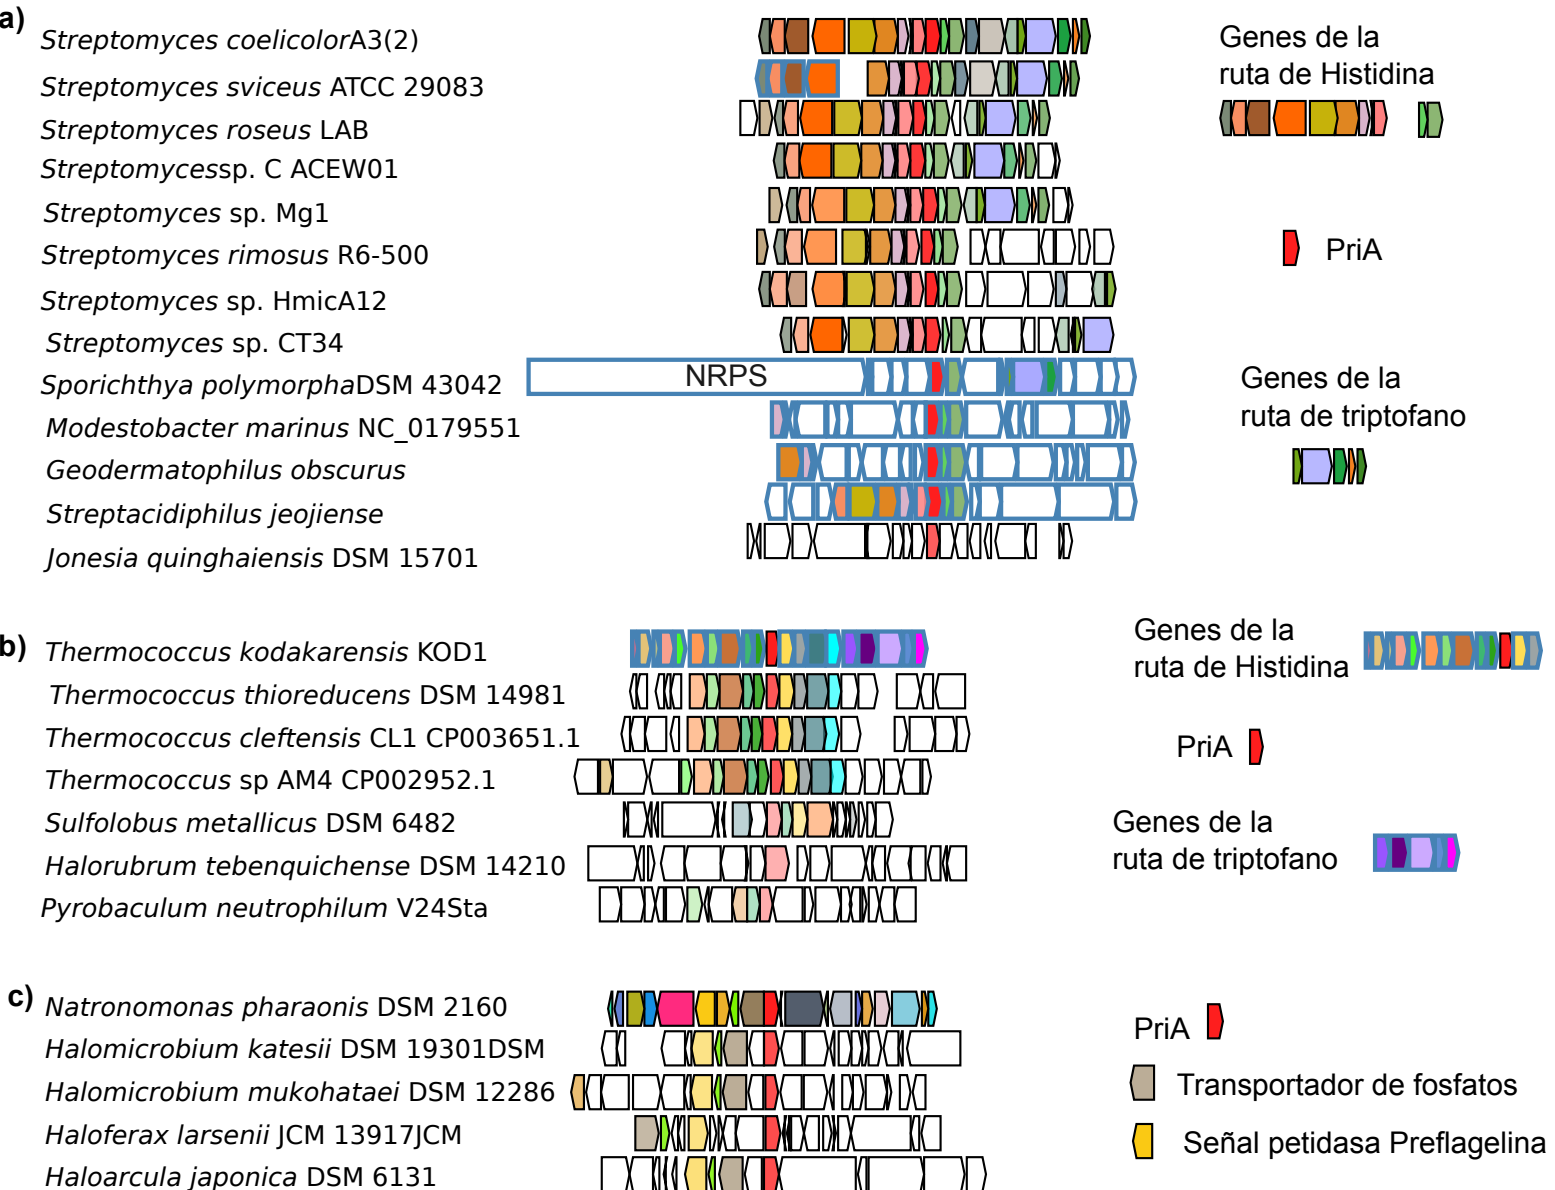 a)
Streptomyces coelicolorA3(2)
Streptomyces sviceus ATCC 29083
Streptomyces roseus LAB
Streptomycessp. C ACEW01
Streptomyces sp. Mg1
Streptomyces rimosus R6-500
Streptomyces sp. HmicA12
Streptomyces sp. CT34
Sporichthya polymorphaDSM 43042
Modestobacter marinus NC_0179551
Geodermatophilus obscurus
Streptacidiphilus jeojiense
Jonesia quinghaiensis DSM 15701
NRPS
Genes de la
ruta de Histidina
PriA
Genes de la
ruta de triptofano
b)
Thermococcus kodakarensis KOD1
Thermococcus thioreducens DSM 14981
Thermococcus cleftensis CL1 CP003651.1
Thermococcus sp AM4 CP002952.1
Sulfolobus metallicus DSM 6482
Halorubrum tebenquichense DSM 14210
Pyrobaculum neutrophilum V24Sta
Genes de la
ruta de Histidina
PriA
Genes de la
ruta de triptofano
c)
Natronomonas pharaonis DSM 2160
Halomicrobium katesii DSM 19301DSM
Halomicrobium mukohataei DSM 12286
Haloferax larsenii JCM 13917JCM
Haloarcula japonica DSM 6131
PriA
Transportador de fosfatos
Señal petidasa Preflagelina